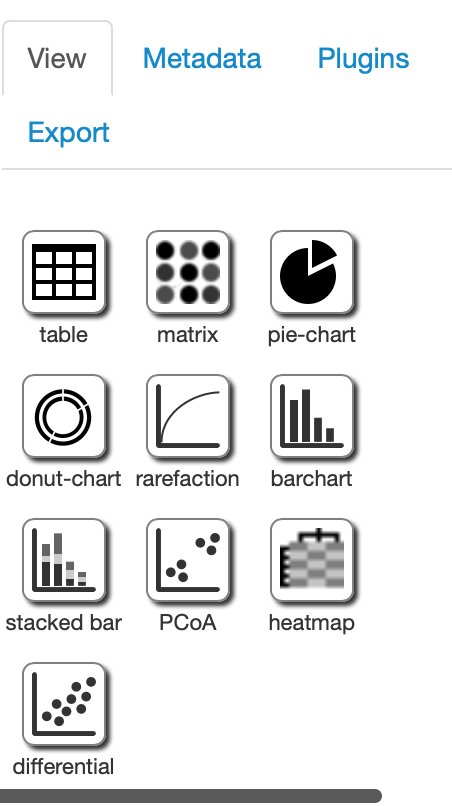 View Metadata Plugins
Export
table matrix pie-chart
donut-chart rarefaction barchart
stacked bar PCoA heatmap
differential